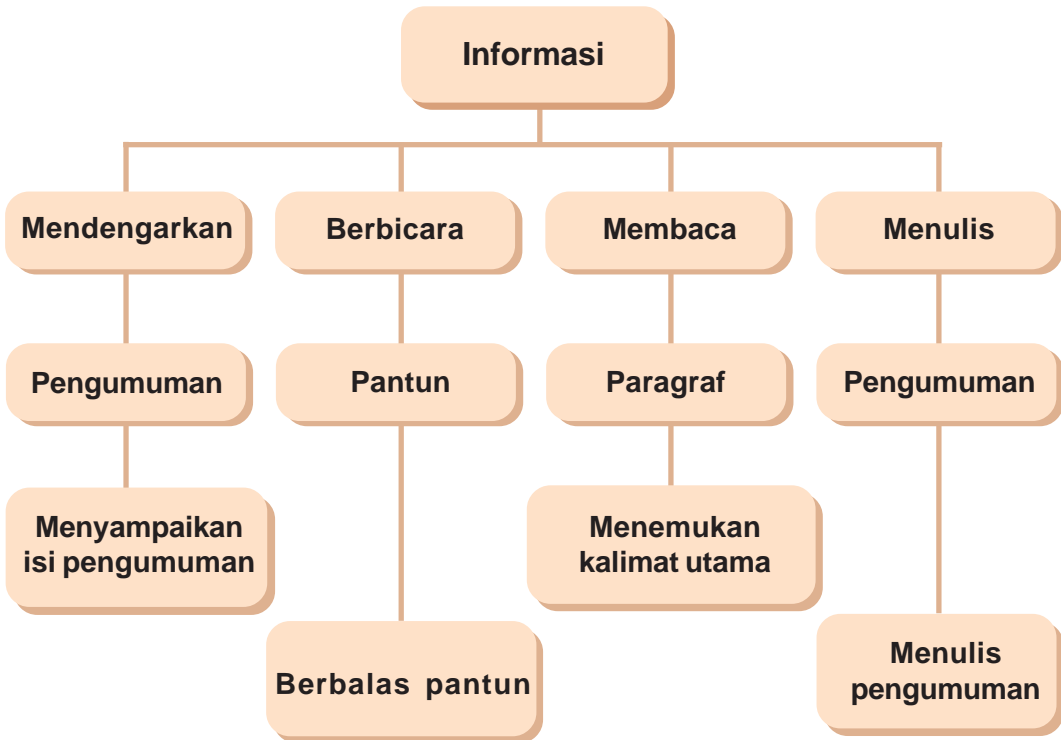 Informasi
Mendengarkan
Berbicara
Membaca
Menulis
Pengumuman
Pantun
Paragraf
Pengumuman
Menyampaikan
isi pengumuman
Menemukan
kalimat utama
Berbalas pantun
Menulis
pengumuman